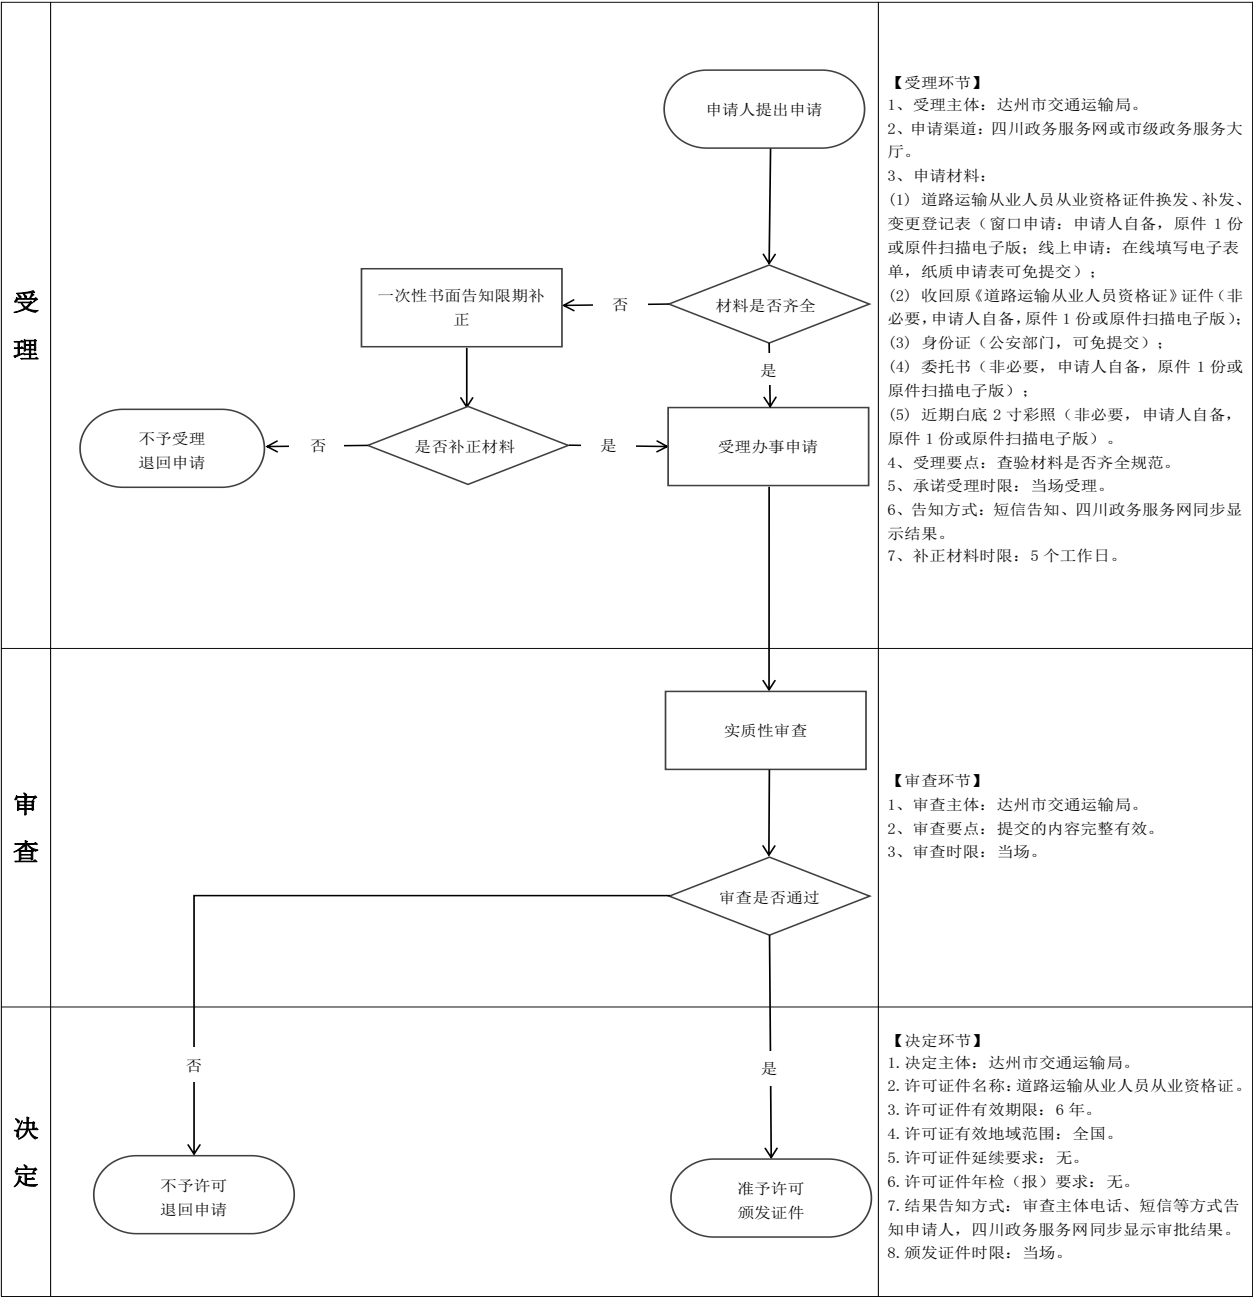 受
理
申请人提出申请
材料是否齐全
否
一次性书面告知限期补
正
是
是否补正材料
否
不予受理
退回申请
是
受理办事申请
【受理环节】
1、受理主体：达州市交通运输局。
2、申请渠道：四川政务服务网或市级政务服务大
厅。
3、申请材料：
(1) 道路运输从业人员从业资格证件换发、补发、
变更登记表（窗口申请：申请人自备，原件 1 份
或原件扫描电子版；线上申请：在线填写电子表
单，纸质申请表可免提交）；
(2) 收回原《道路运输从业人员资格证》证件（非
必要，申请人自备，原件 1 份或原件扫描电子版）；
(3) 身份证（公安部门，可免提交）；
(4) 委托书（非必要，申请人自备，原件 1 份或
原件扫描电子版）；
(5) 近期白底 2 寸彩照（非必要，申请人自备，
原件 1 份或原件扫描电子版）。
4、受理要点：查验材料是否齐全规范。
5、承诺受理时限：当场受理。
6、告知方式：短信告知、四川政务服务网同步显
示结果。
7、补正材料时限：5 个工作日。
审
查
实质性审查
审查是否通过
【审查环节】
1、审查主体：达州市交通运输局。
2、审查要点：提交的内容完整有效。
3、审查时限：当场。
决
定
否
是
不予许可
退回申请
准予许可
颁发证件
【决定环节】
1.决定主体：达州市交通运输局。
2.许可证件名称：道路运输从业人员从业资格证。
3.许可证件有效期限：6 年。
4.许可证有效地域范围：全国。
5.许可证件延续要求：无。
6.许可证件年检（报）要求：无。
7.结果告知方式：审查主体电话、短信等方式告
知申请人，四川政务服务网同步显示审批结果。
8.颁发证件时限：当场。